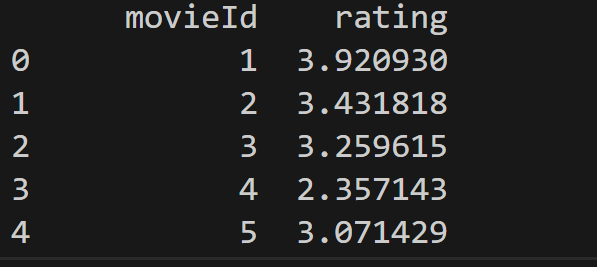 movieId rating
0 1 3.920930
1 2 3.431818
2 3 3.259615
3 4 2.357143
4 5 3.071429